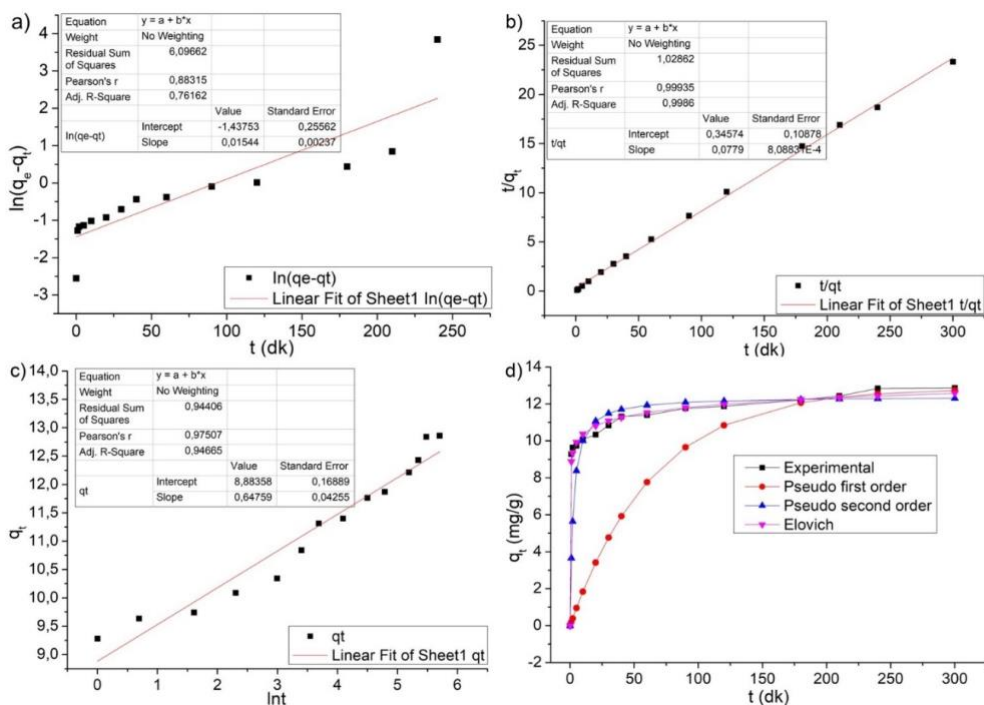 a)
Equation y = a + b*x
Weight No Weighting
Residual Sum of Squares 6,09662
Pearson's r 0,88315
Adj. R-Square 0,76162
Value Standard Error
ln(qe-qt) Intercept -1,43753 0,25562
Slope 0,01544 0,00237
4
3
2
1
0
-1
-2
-3
ln(qe-qt)
0 50 100 150 200 250
t (dk)
ln(qe-qt)
Linear Fit of Sheet1 ln(qe-qt)
b)
Equation y = a + b*x
Weight No Weighting
Residual Sum of Squares 1,02862
Pearson's r 0,99935
Adj. R-Square 0,9986
Value Standard Error
t/qt Intercept 0,34574 0,10878
Slope 0,0779 8,08837E-4
25
20
15
10
5
0
t/qt
0 50 100 150 200 250 300
t (dk)
t/qt
Linear Fit of Sheet1 t/qt
c)
Equation y = a + b*x
Weight No Weighting
Residual Sum of Squares 0,94406
Pearson's r 0,97507
Adj. R-Square 0,94665
Value Standard Error
qt Intercept 8,88358 0,16889
Slope 0,64759 0,04255
14,0
13,5
13,0
12,5
12,0
11,5
11,0
10,5
10,0
9,5
9,0
qt
0 1 2 3 4 5 6
lnt
qt
Linear Fit of Sheet1 qt
d)
14
12
10
8
6
4
2
0
-2
qt (mg/g)
0 50 100 150 200 250 300
t (dk)
Experimental
Pseudo first order
Pseudo second order
Elovich